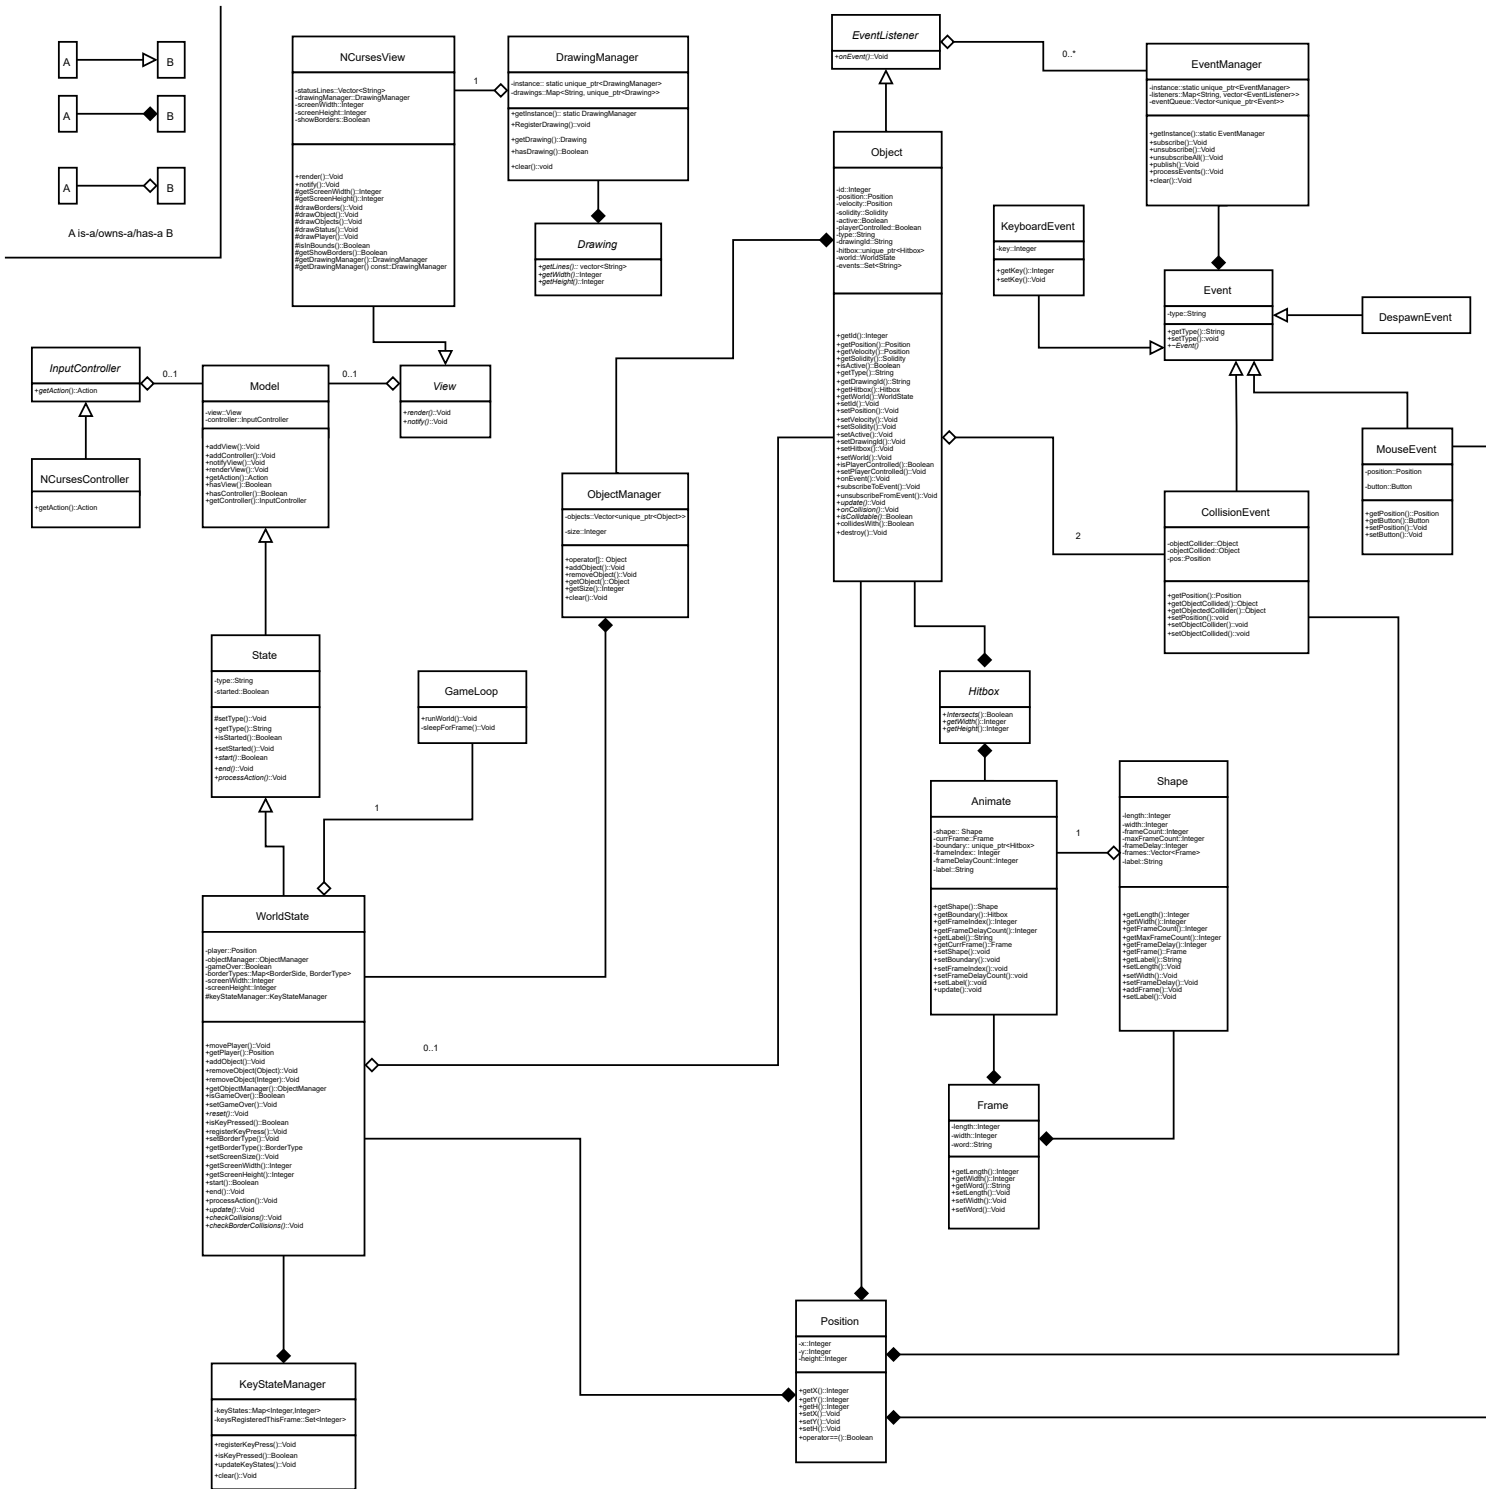 A
B
A
B
A
B
A is-a/owns-a/has-a B
NCursesView
-statusLines::Vector<String>
-drawingManager::DrawingManager
-screenWidth::Integer
-screenHeight::Integer
-showBorders::Boolean
+render()::Void
+notify()::Void
#getScreenWidth()::Integer
#getScreenHeight()::Integer
#drawBorders()::Void
#drawObject()::Void
#drawObjects()::Void
#drawStatus()::Void
#drawPlayer()::Void
#isInBounds()::Boolean
#getShowBorders()::Boolean
#getDrawingManager()::DrawingManager
#getDrawingManager() const::DrawingManager
1
DrawingManager
-instance:: static unique_ptr<DrawingManager>
-drawings::Map<String, unique_ptr<Drawing>>
+getInstance():: static DrawingManager
+RegisterDrawing()::void
+getDrawing()::Drawing
+hasDrawing()::Boolean
+clear()::void
Drawing
+getLines():: vector<String>
+getWidth()::Integer
+getHeight()::Integer
EventListener
+onEvent()::Void
0..*
EventManager
-instance::static unique_ptr<EventManager>
-listeners::Map<String, vector<EventListener>>
-eventQueue::Vector<unique_ptr<Event>>
+getInstance()::static EventManager
+subscribe()::Void
+unsubscribe()::Void
+unsubscribeAll()::Void
+publish()::Void
+processEvents()::Void
+clear()::Void
Object
-id::Integer
-position::Position
-velocity::Position
-solidity::Solidity
-active::Boolean
-playerControlled::Boolean
-type::String
-drawingId::String
-hitbox::unique_ptr<Hitbox>
-world::WorldState
-events::Set<String>
+getId()::Integer
+getPosition()::Position
+getVelocity()::Position
+getSolidity()::Solidity
+isActive()::Boolean
+getType()::String
+getDrawingId()::String
+getHitbox()::Hitbox
+getWorld()::WorldState
+setId()::Void
+setPosition()::Void
+setVelocity()::Void
+setSolidity()::Void
+setActive()::Void
+setDrawingId()::Void
+setHitbox()::Void
+setWorld()::Void
+isPlayerControlled()::Boolean
+setPlayerControlled()::Void
+onEvent()::Void
+subscribeToEvent()::Void
+unsubscribeFromEvent()::Void
+update()::Void
+onCollision()::Void
+isCollidable()::Boolean
+collidesWith()::Boolean
+destroy()::Void
KeyboardEvent
-key::Integer
+getKey()::Integer
+setKey()::Void
Event
-type::String
+getType()::String
+setType()::void
+~Event()
DespawnEvent
MouseEvent
-position::Position
-button::Button
+getPosition()::Position
+getButton()::Button
+setPosition()::Void
+setButton()::Void
2
CollisionEvent
-objectCollider::Object
-objectCollided::Object
-pos::Position
+getPosition()::Position
+getObjectCollided()::Object
+getObjectedColllider()::Object
+setPosition()::void
+setObjectCollider()::void
+setObjectCollided()::void
InputController
+getAction()::Action
0..1
Model
-view::View
-controller::InputController
+addView()::Void
+addController()::Void
+notifyView()::Void
+renderView()::Void
+getAction()::Action
+hasView()::Boolean
+hasController()::Boolean
+getController()::InputController
0..1
View
+render()::Void
+notify()::Void
NCursesController
+getAction()::Action
ObjectManager
-objects::Vector<unique_ptr<Object>>
-size::Integer
+operator[]:: Object
+addObject()::Void
+removeObject()::Void
+getObject()::Object
+getSize()::Integer
+clear()::Void
State
-type::String
-started::Boolean
#setType()::Void
+getType()::String
+isStarted()::Boolean
+setStarted()::Void
+start()::Boolean
+end()::Void
+processAction()::Void
GameLoop
+runWorld()::Void
-sleepForFrame()::Void
1
Hitbox
+Intersects()::Boolean
+getWidth()::Integer
+getHeight()::Integer
Animate
-shape:: Shape
-currFrame::Frame
-boundary:: unique_ptr<Hitbox>
-frameIndex:: Integer
-frameDelayCount::Integer
-label::String
+getShape()::Shape
+getBoundary()::Hitbox
+getFrameIndex()::Integer
+getFrameDelayCount()::Integer
+getLabel()::String
+getCurrFrame()::Frame
+setShape()::void
+setBoundary()::void
+setFrameIndex()::void
+setFrameDelayCount()::void
+setLabel()::void
+update()::void
1
Shape
-length::Integer
-width::Integer
-frameCount::Integer
-maxFrameCount::Integer
-frameDelay::Integer
-frames::Vector<Frame>
-label::String
+getLength()::Integer
+getWidth()::Integer
+getFrameCount()::Integer
+getMaxFrameCount()::Integer
+getFrameDelay()::Integer
+getFrame()::Frame
+getLabel()::String
+setLength()::Void
+setWidth()::Void
+setFrameDelay()::Void
+addFrame()::Void
+setLabel()::Void
WorldState
-player::Position
-objectManager::ObjectManager
-gameOver::Boolean
-borderTypes::Map<BorderSide, BorderType>
-screenWidth::Integer
-screenHeight::Integer
#keyStateManager::KeyStateManager
+movePlayer()::Void
+getPlayer()::Position
+addObject()::Void
+removeObject(Object)::Void
+removeObject(Integer)::Void
+getObjectManager()::ObjectManager
+isGameOver()::Boolean
+setGameOver()::Void
+reset()::Void
+isKeyPressed()::Boolean
+registerKeyPress()::Void
+setBorderType()::Void
+getBorderType()::BorderType
+setScreenSize()::Void
+getScreenWidth()::Integer
+getScreenHeight()::Integer
+start()::Boolean
+end()::Void
+processAction()::Void
+update()::Void
+checkCollisions()::Void
+checkBorderCollisions()::Void
0..1
Frame
-length::Integer
-width::Integer
-word::String
+getLength()::Integer
+getWidth()::Integer
+getWord()::String
+setLength()::Void
+setWidth()::Void
+setWord()::Void
Position
-x::Integer
-y::Integer
-height::Integer
+getX()::Integer
+getY()::Integer
+getH()::Integer
+setX()::Void
+setY()::Void
+setH()::Void
+operator==()::Boolean
KeyStateManager
-keyStates::Map<Integer,Integer>
-keysRegisteredThisFrame::Set<Integer>
+registerKeyPress()::Void
+isKeyPressed()::Boolean
+updateKeyStates()::Void
+clear()::Void